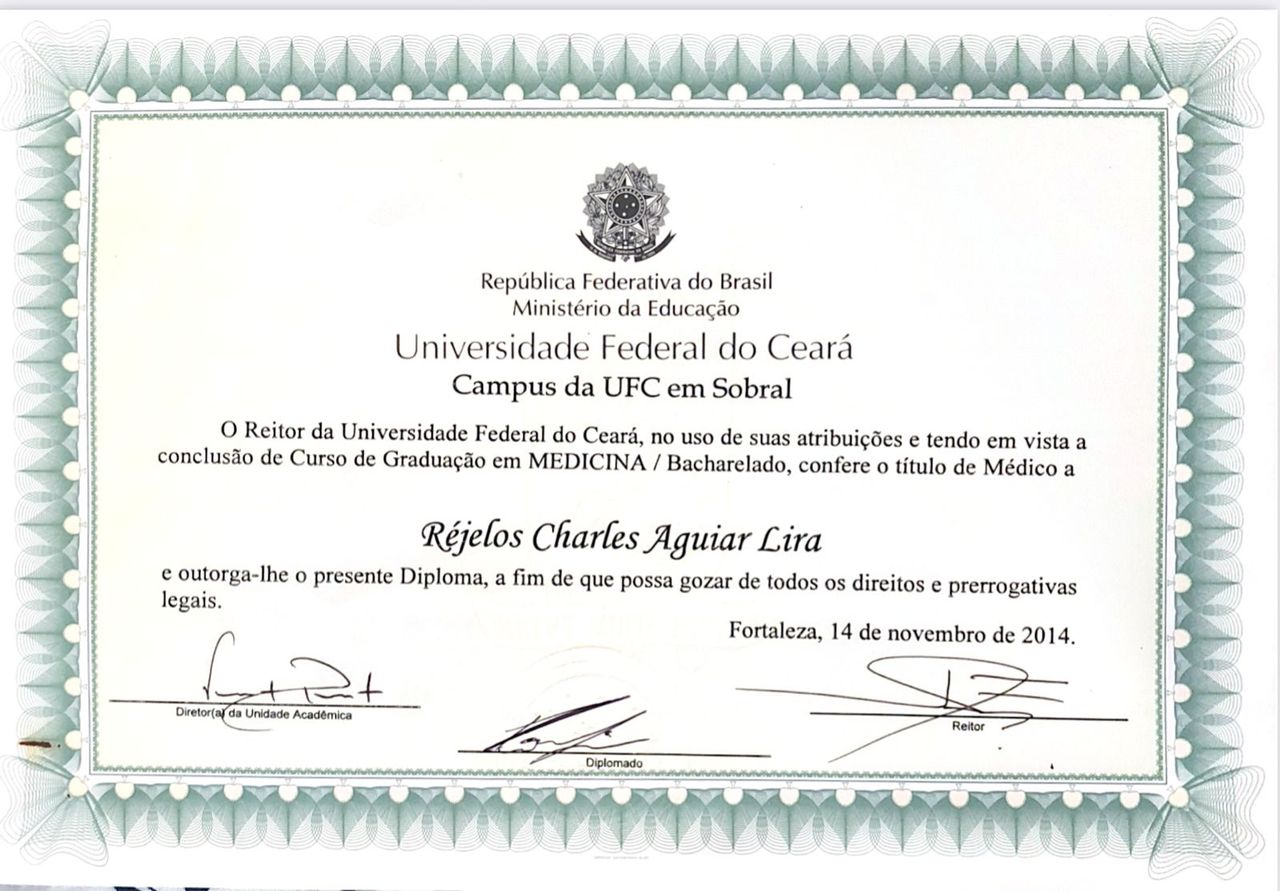 República Federativa do Brasil
Ministério da Educação
Universidade Federal do Ceará
Campus da UFC em Sobral
O Reitor da Universidade Federal do Ceará, no uso de suas atribuições e tendo em vista a
conclusão de Curso de Graduação em MEDICINA / Bacharelado, confere o título de Médico a
Réjelos Charles Aguiar Lira
e outorga-lhe o presente Diploma, a fim de que possa gozar de todos os direitos e prerrogativas
legais.
Fortaleza, 14 de novembro de 2014.
Diretor(a) da Unidade Acadêmica
Reitor
Diplomado